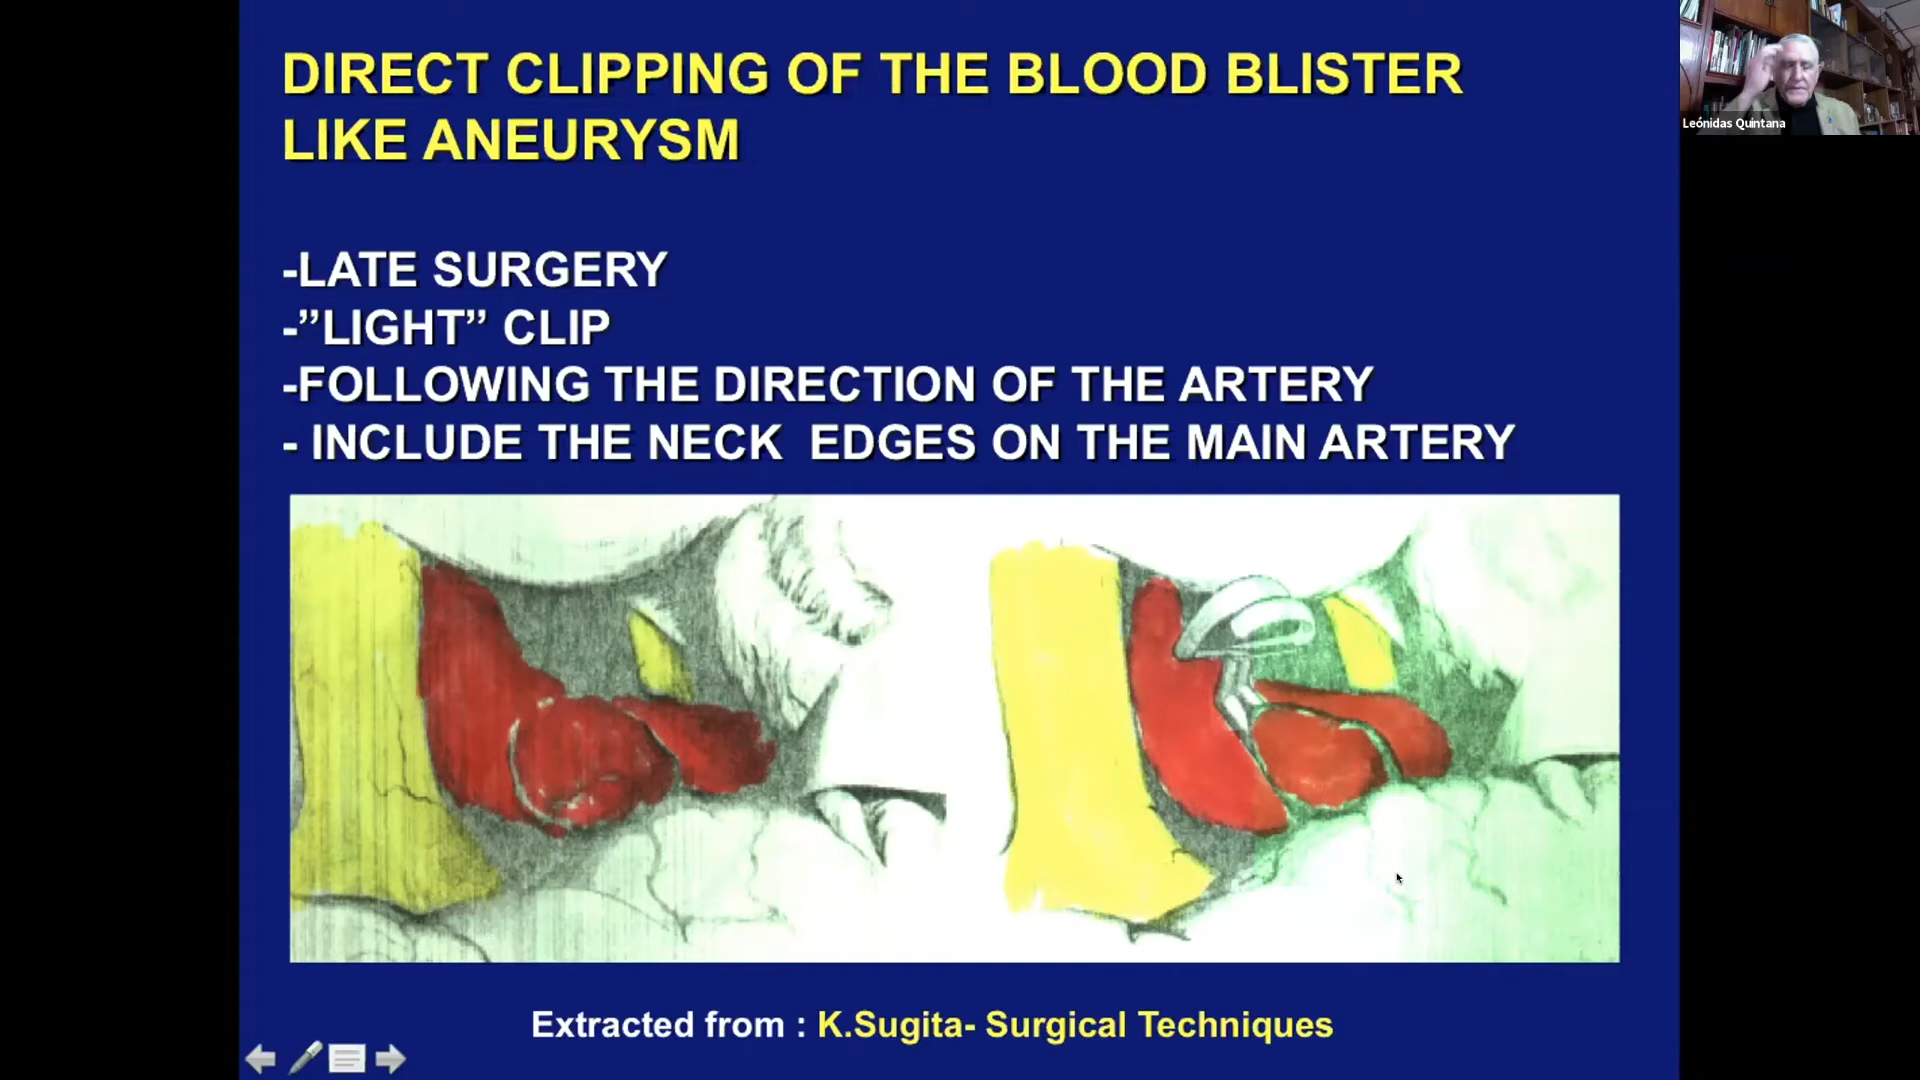 DIRECT CLIPPING OF THE BLOOD BLISTER
LIKE ANEURYSM
-LATE SURGERY
-”LIGHT” CLIP
-FOLLOWING THE DIRECTION OF THE ARTERY
- INCLUDE THE NECK  EDGES ON THE MAIN ARTERY
Extracted from : K.Sugita- Surgical Techniques
Leónidas Quintana